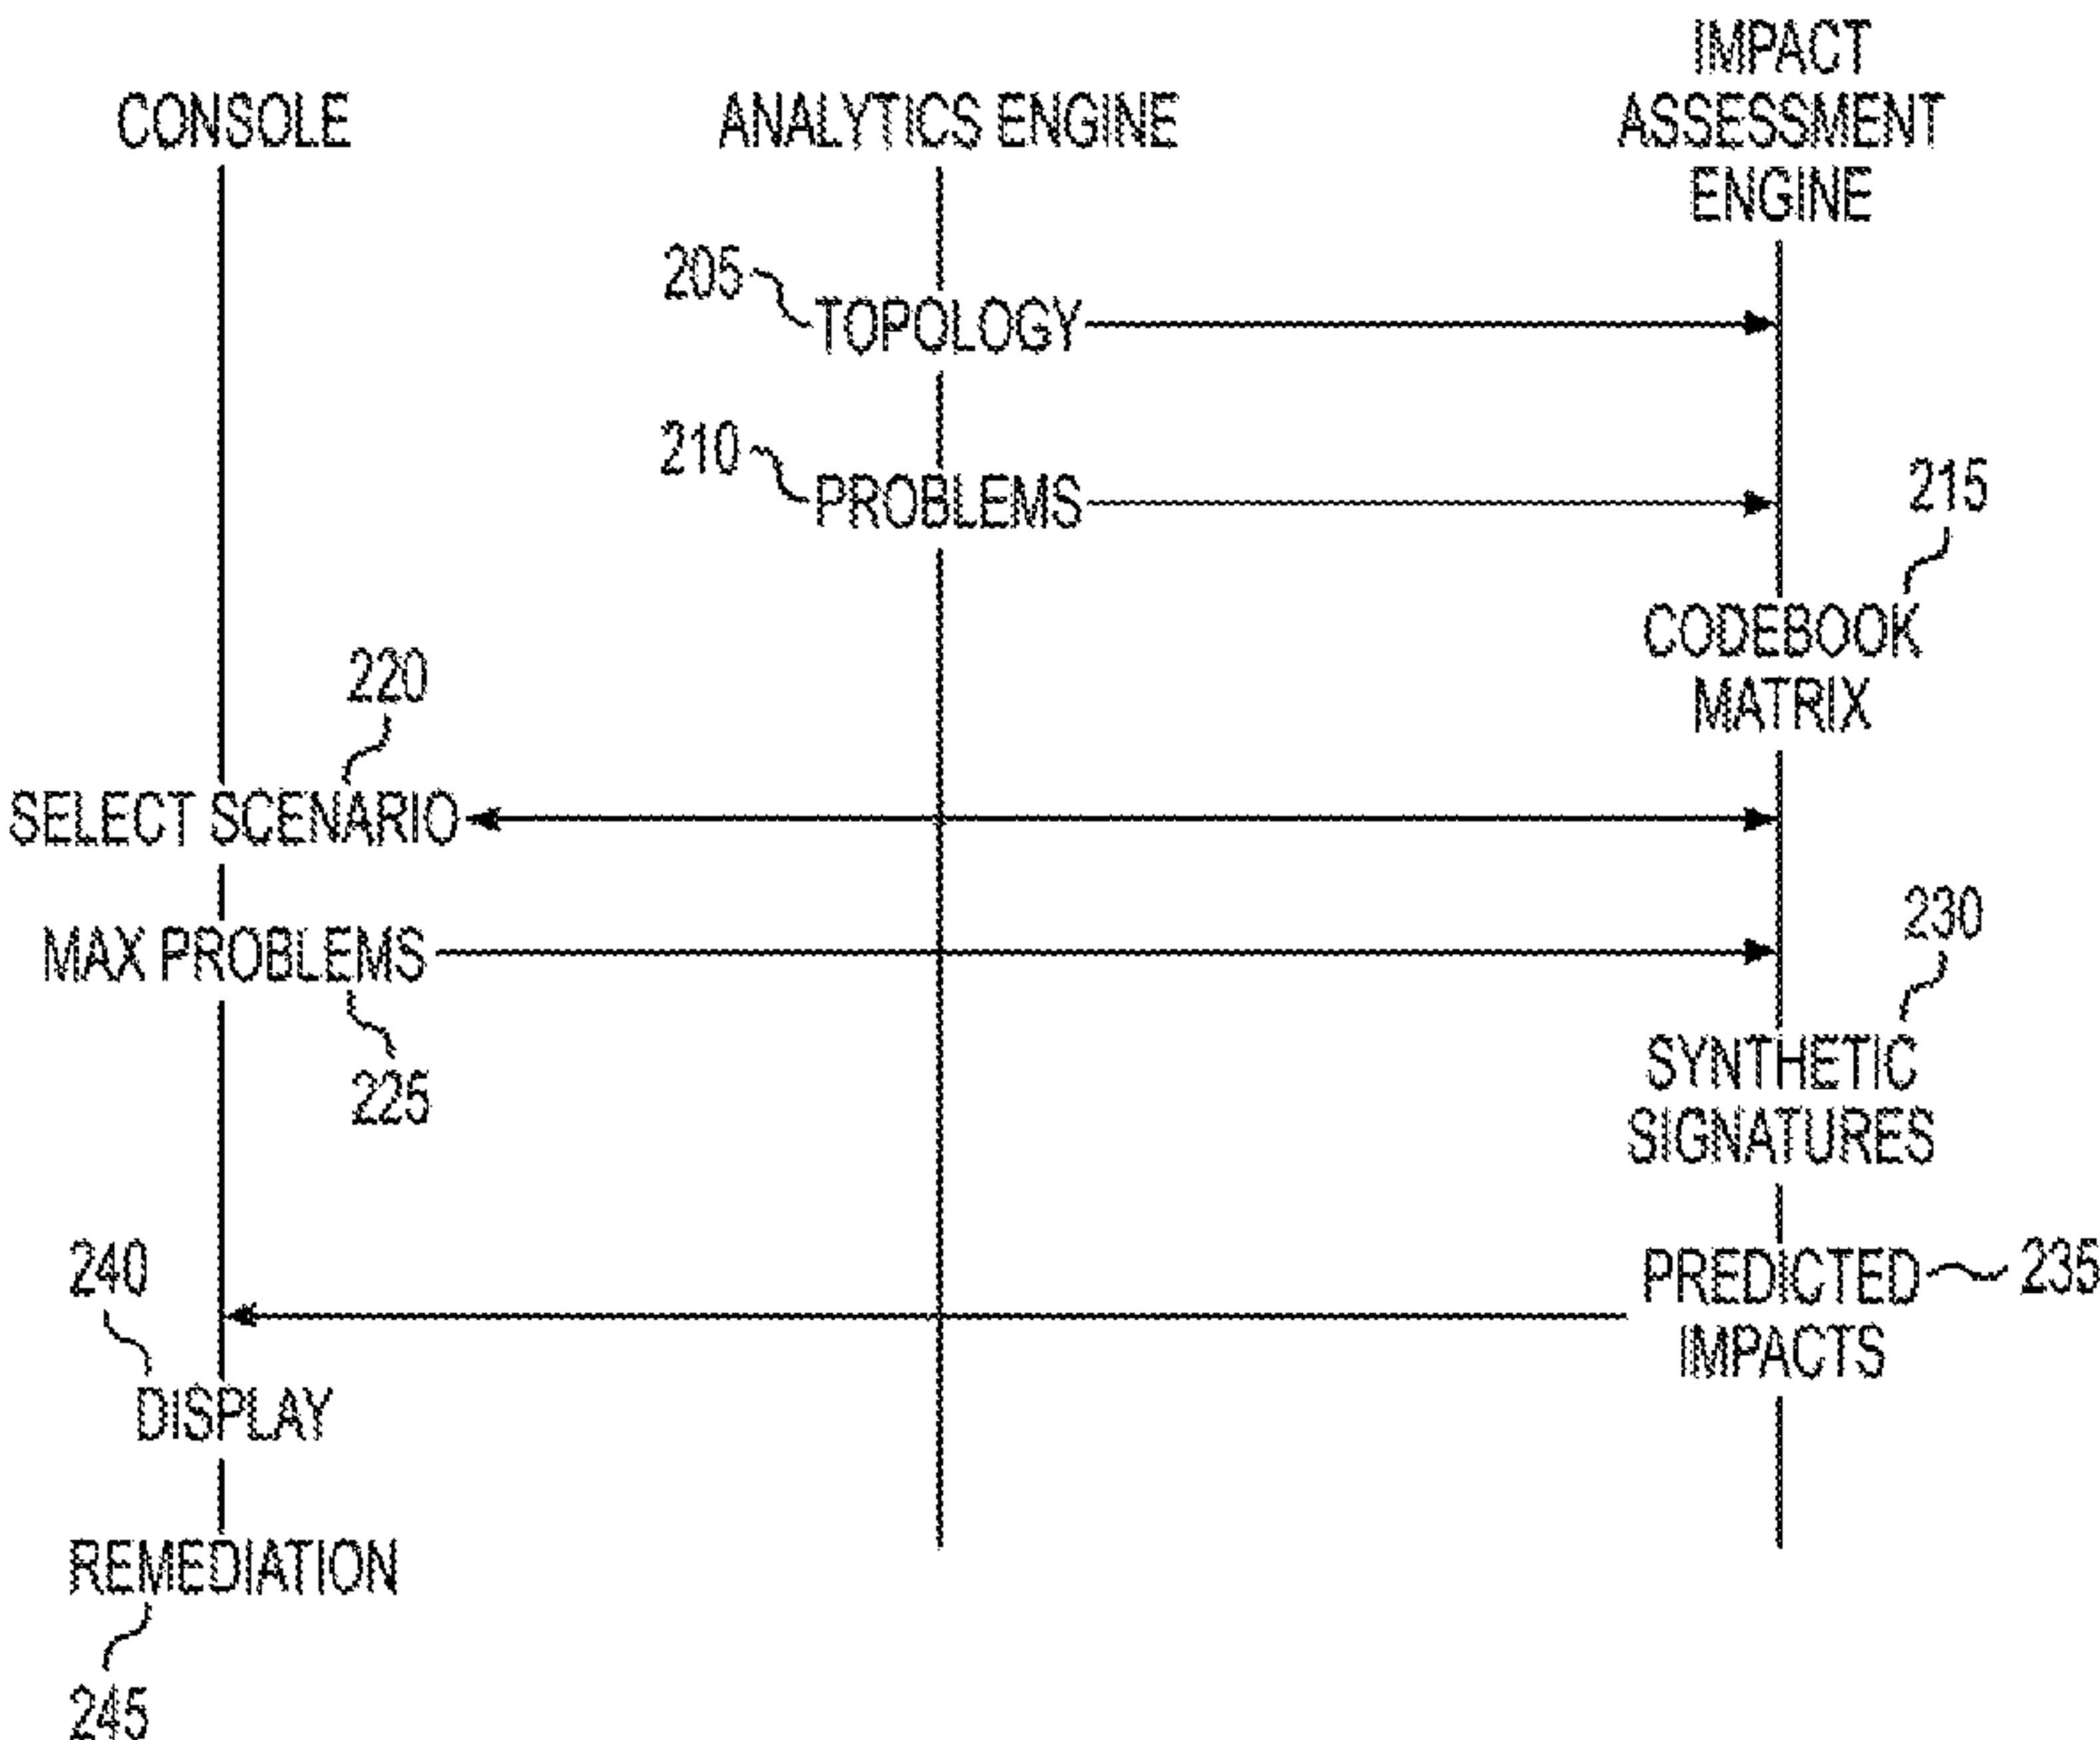 CONSOLE
ANALYTICS ENGINE
IMPACT
ASSESSMENT
ENGINE
205
TOPOLOGY
210
PROBLEMS
215
CODEBOOK
MATRIX
220
SELECT SCENARIO
MAX PROBLEMS
225
230
SYNTHETIC
SIGNATURES
PREDICTED
IMPACTS
235
240
DISPLAY
REMEDIATION
245